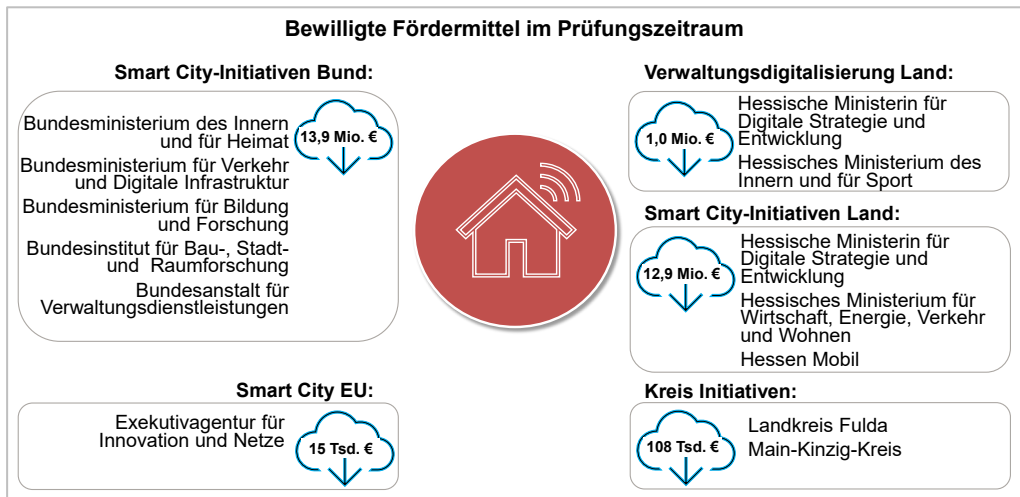 Bewilligte Fördermittel im Prüfungszeitraum
Smart City-Initiativen Bund:
Bundesministerium des Innern
und für Heimat
13,9 Mio. €
Bundesministerium für Verkehr
und Digitale Infrastruktur
Bundesministerium für Bildung
und Forschung
Bundesinstitut für Bau-, Stadt-
und Raumforschung
Bundesanstalt für
Verwaltungsdienstleistungen
Smart City EU:
Exekutivagentur für
Innovation und Netze
15 Tsd. €
Verwaltungsdigitalisierung Land:
1,0 Mio. €
Hessische Ministerin für
Digitale Strategie und
Entwicklung
Hessisches Ministerium des
Innern und für Sport
Smart City-Initiativen Land:
12,9 Mio. €
Hessische Ministerin für
Digitale Strategie und
Entwicklung
Hessisches Ministerium für
Wirtschaft, Energie, Verkehr
und Wohnen
Hessen Mobil
Kreis Initiativen:
108 Tsd. €
Landkreis Fulda
Main-Kinzig-Kreis